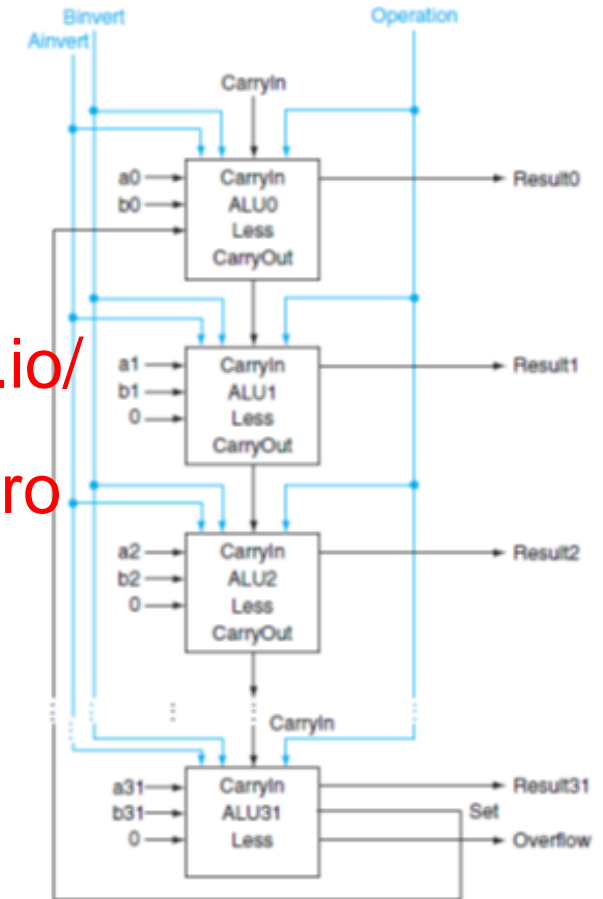 Binvert
Operation
Ainvert
CarryIn
a0
CarryIn
Result0
b0
ALU0
Less
CarryOut
.io/
a1
CarryIn
Result1
b1
ALU1
0
Less
CarryOut
ro
a2
CarryIn
Result2
b2
ALU2
0
Less
CarryOut
CarryIn
a31
CarryIn
Result31
b31
ALU31
Set
0
Less
Overflow